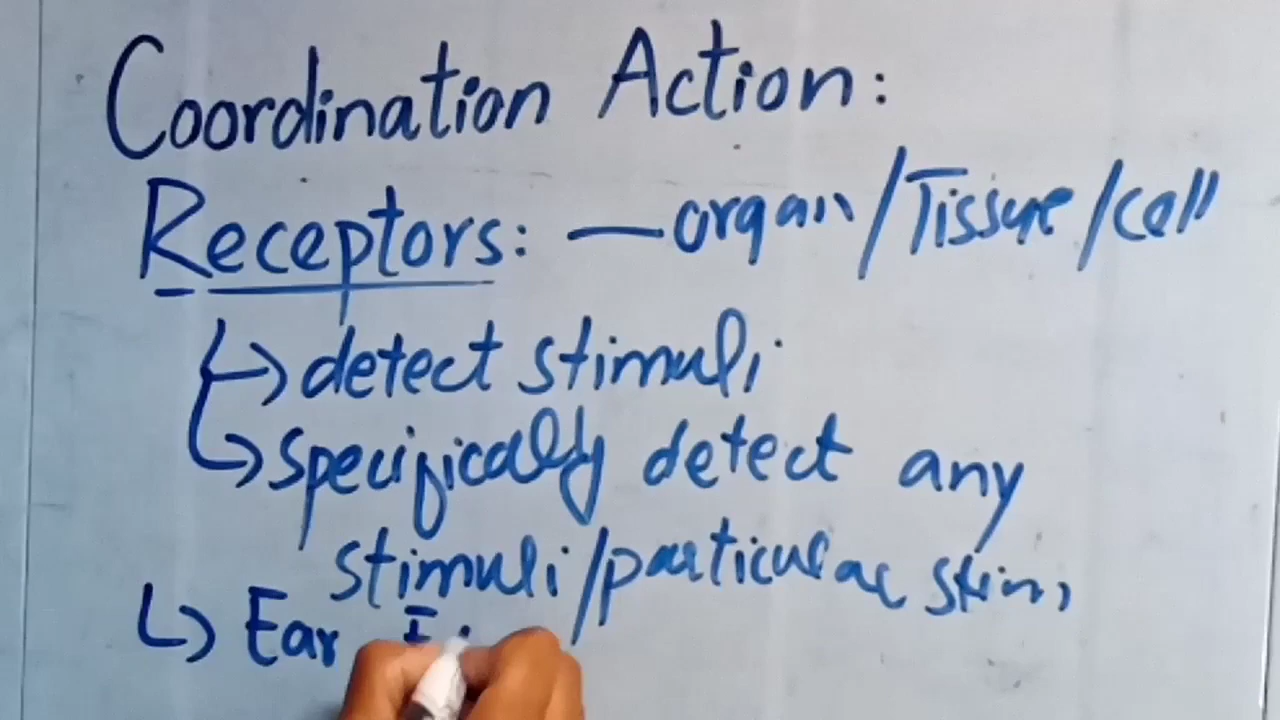 Coordination Action:
Receptors: — organ/Tissue/cell
↳ detect stimuli
↳ specifically detect any
stimuli/particular stim,
↳ Ear